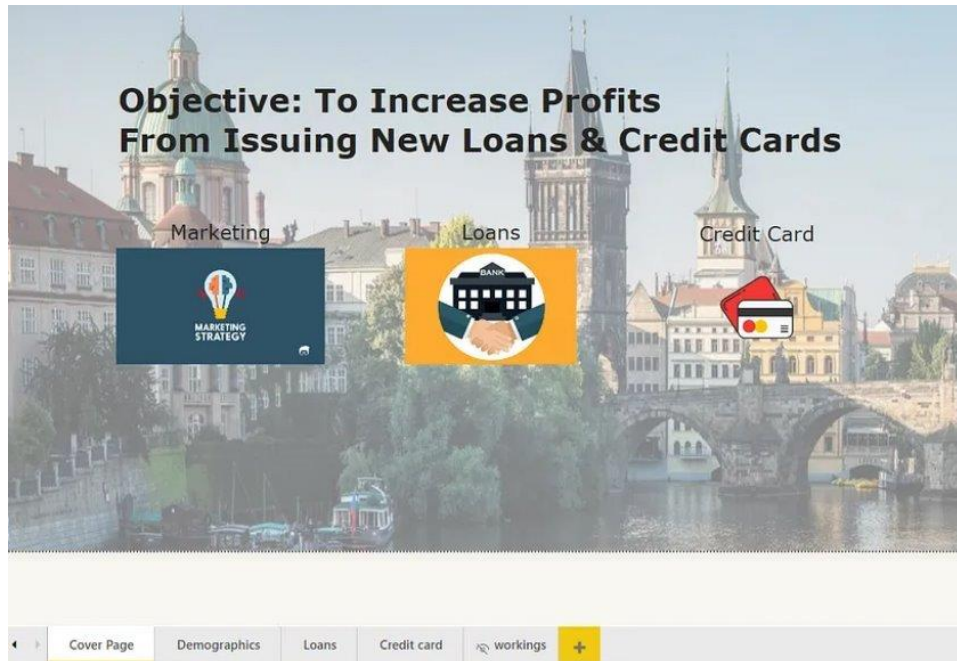 Objective: To Increase Profits
From Issuing New Loans & Credit Cards
Marketing
Loans
Credit Card
MARKETING
STRATEGY
BANK
Cover Page
Demographics
Loans
Credit card
workings
+